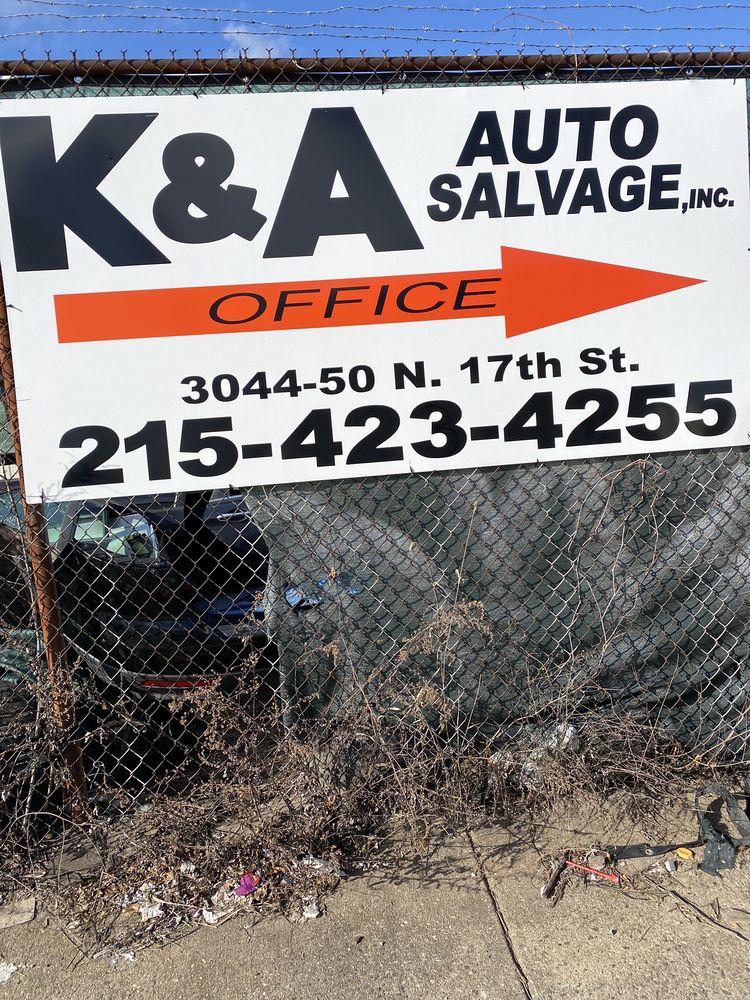 K&A AUTO
SALVAGE, INC.
OFFICE
3044-50 N. 17th St.
215-423-4255